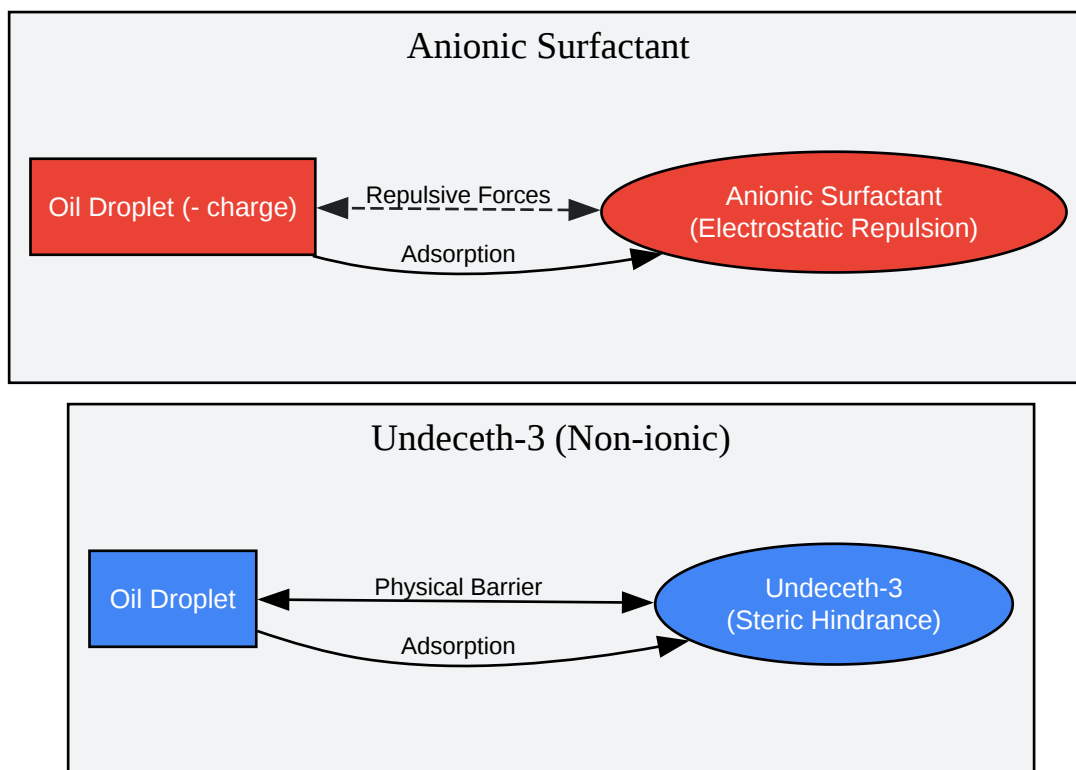 Anionic Surfactant
Repulsive Forces
Oil Droplet (- charge)
Anionic Surfactant
(Electrostatic Repulsion)
Adsorption
Undeceth-3 (Non-ionic)
Physical Barrier
Oil Droplet
Undeceth-3
(Steric Hindrance)
Adsorption